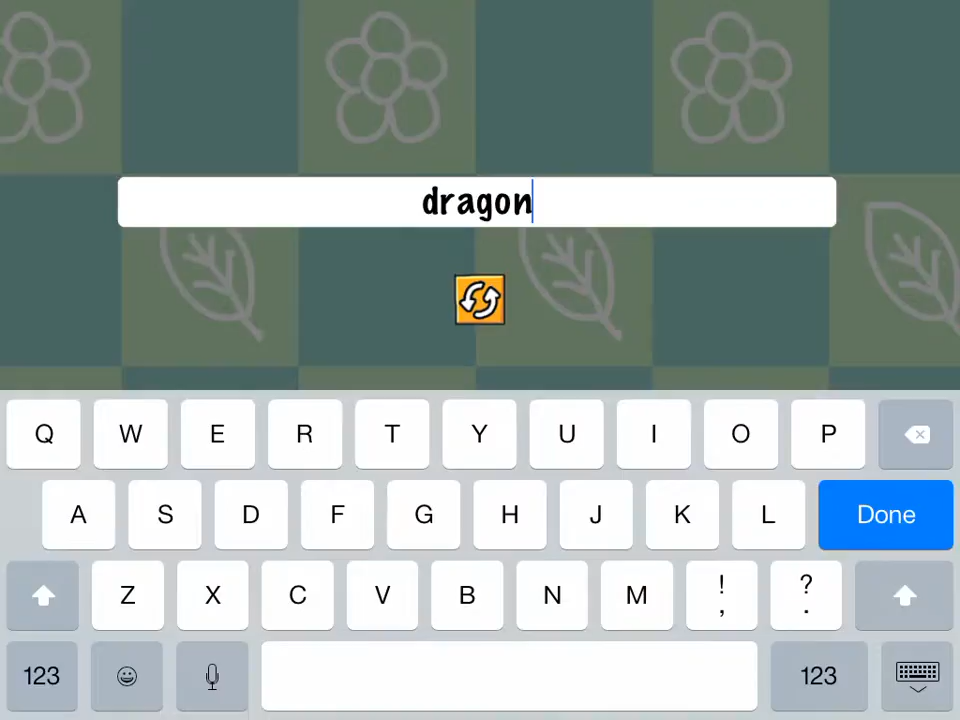 dragon
Q W E R T Y U I O P
A S D F G H J K L Done
Z X C V B N M ! , ? .
123 123